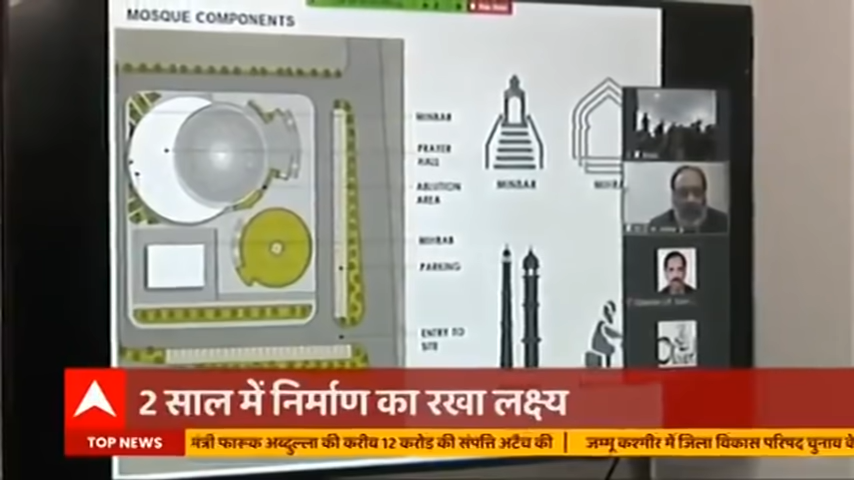 MOSQUE COMPONENTS
MINBAR
PRAYER
HALL
ABLUTION
AREA
MIHRAB
PARKING
ENTRY TO
SITE
MINBAR
2 साल में निर्माण का रखा लक्ष्य
TOP NEWS
मंत्री फारूक अब्दुल्ला की करीब 12 करोड़ की संपत्ति अटैच की | जम्मू कश्मीर में जिला विकास परिषद चुनाव के